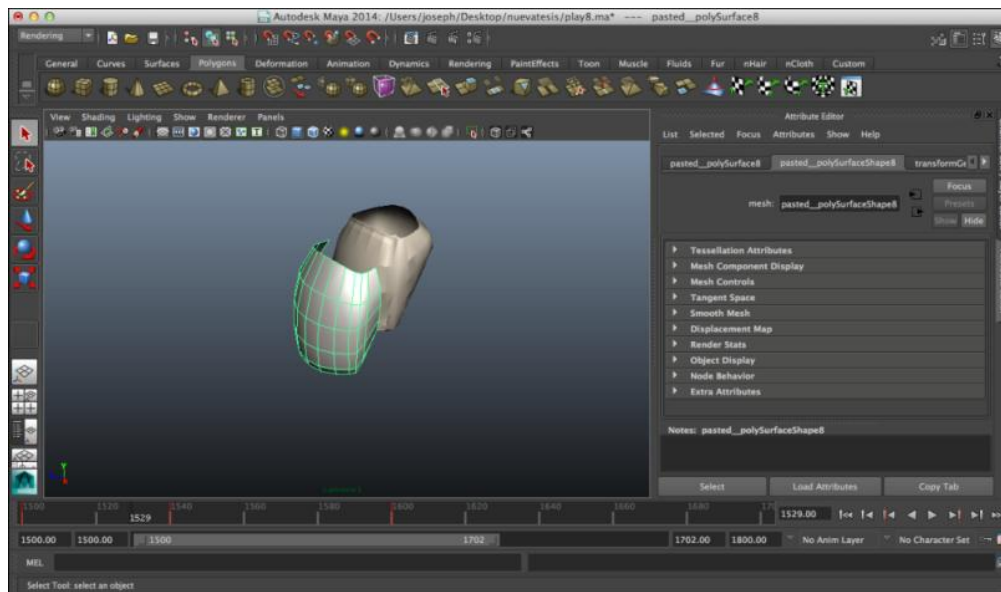 Autodesk Maya 2014: /Users/joseph/Desktop/nuevatesis/play8.ma* --- pasted__polySurface8
Rendering
General Curves Surfaces Polygons Deformation Animation Dynamics Rendering PaintEffects Toon Muscle Fluids Fur nHair nCloth Custom
View Shading Lighting Show Renderer Panels
Attribute Editor
List Selected Focus Attributes Show Help
pasted__polySurface8 pasted__polySurfaceShape8 transformGe
Focus
mesh: pasted__polySurfaceShape8
Presets
Show Hide
Tessellation Attributes
Mesh Component Display
Mesh Controls
Tangent Space
Smooth Mesh
Displacement Map
Render Stats
Object Display
Node Behavior
Extra Attributes
Notes: pasted__polySurfaceShape8
Y
Select Load Attributes Copy Tab
1500 1520 1540 1560 1580 1600 1620 1640 1660 1680
1529
1529.00
1500.00 1500.00 1500 1702 1702.00 1800.00 No Anim Layer No Character Set
MEL
Select Tool: select an object